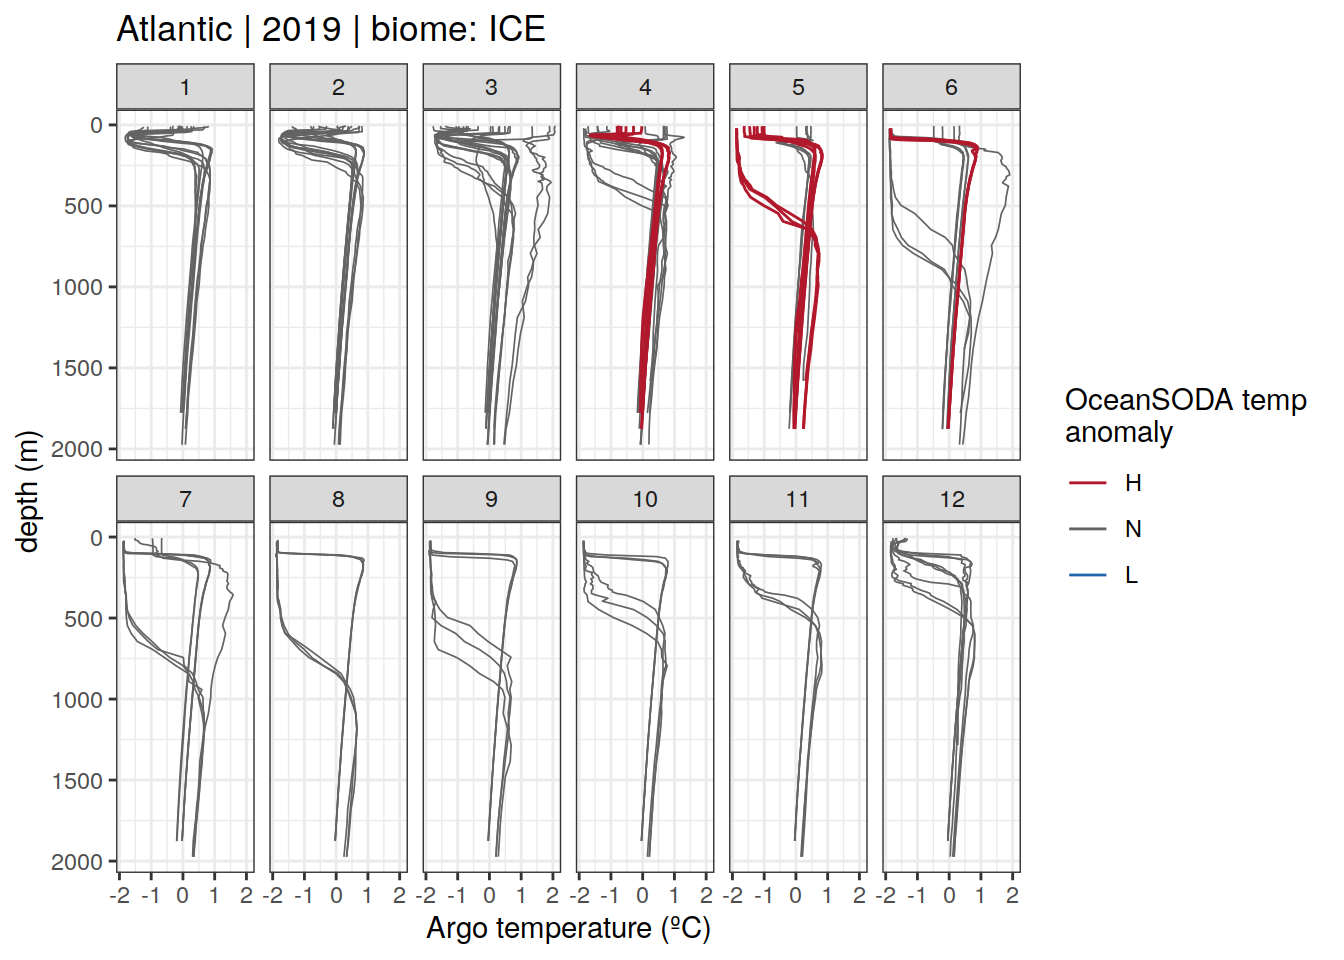 Atlantic | 2019 | biome: ICE
1 2 3 4 5 6
0
500
1000
1500
2000
7 8 9 10 11 12
0
500
1000
1500
2000
-2 -1 0 1 2 -2 -1 0 1 2 -2 -1 0 1 2 -2 -1 0 1 2 -2 -1 0 1 2 -2 -1 0 1 2
Argo temperature (ºC)
depth (m)
OceanSODA temp
anomaly
H
N
L